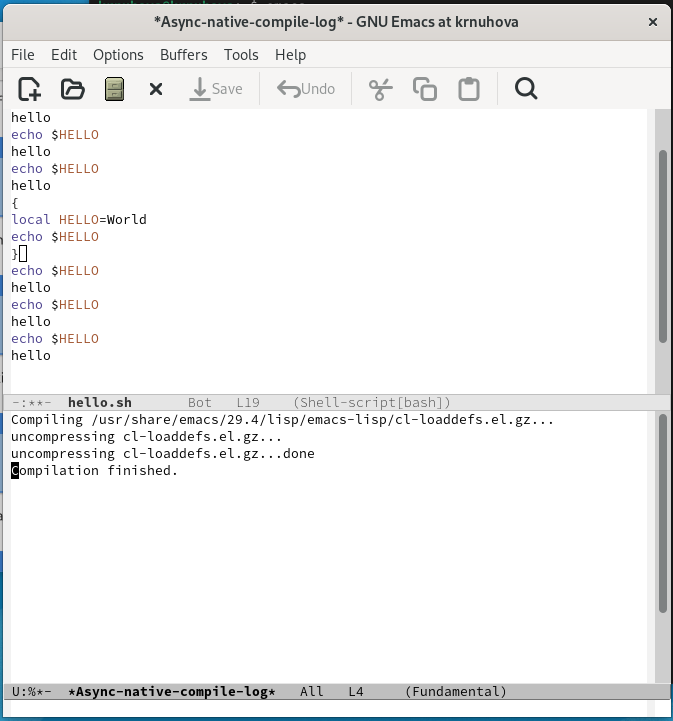 *Async-native-compile-log* - GNU Emacs at krnuhova
File Edit Options Buffers Tools Help
Save Undo
hello
echo $HELLO
hello
echo $HELLO
hello
{
local HELLO=World
echo $HELLO
}
echo $HELLO
hello
echo $HELLO
hello
echo $HELLO
hello
-:**- hello.sh Bot L19 (Shell-script[bash])
Compiling /usr/share/emacs/29.4/lisp/emacs-lisp/cl-loaddefs.el.gz...
uncompressing cl-loaddefs.el.gz...
uncompressing cl-loaddefs.el.gz...done
Compilation finished.
U:%*- *Async-native-compile-log* All L4 (Fundamental)